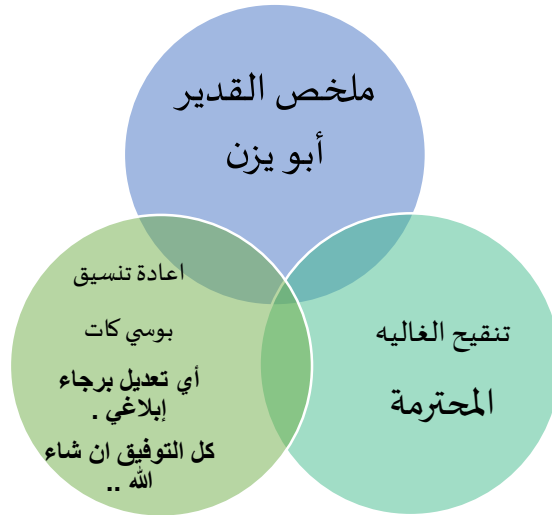 ملخص القدير
أبو يزن
اعادة تنسيق
بوسي كات
أي تعديل برجاء
إبلاغي .
كل التوفيق ان شاء
الله ..
تنقيح الغاليه
المحترمة